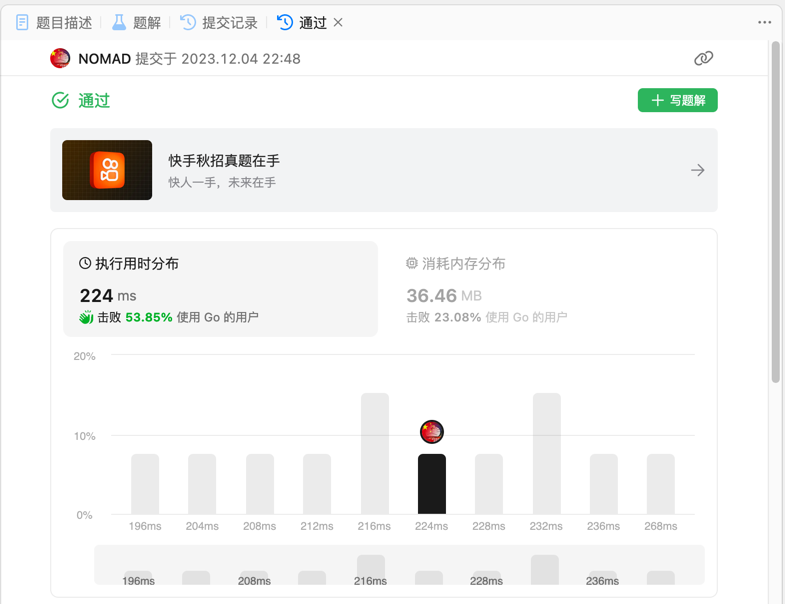 题目描述 题解 提交记录 通过
NOMAD 提交于 2023.12.04 22:48
通过
写题解
快手秋招真题在手
快人一手，未来在手
执行用时分布
224 ms
击败 53.85% 使用 Go 的用户
消耗内存分布
36.46 MB
击败 23.08% 使用 Go 的用户
20%
10%
0%
196ms 204ms 208ms 212ms 216ms 224ms 228ms 232ms 236ms 268ms
196ms 208ms 216ms 228ms 236ms